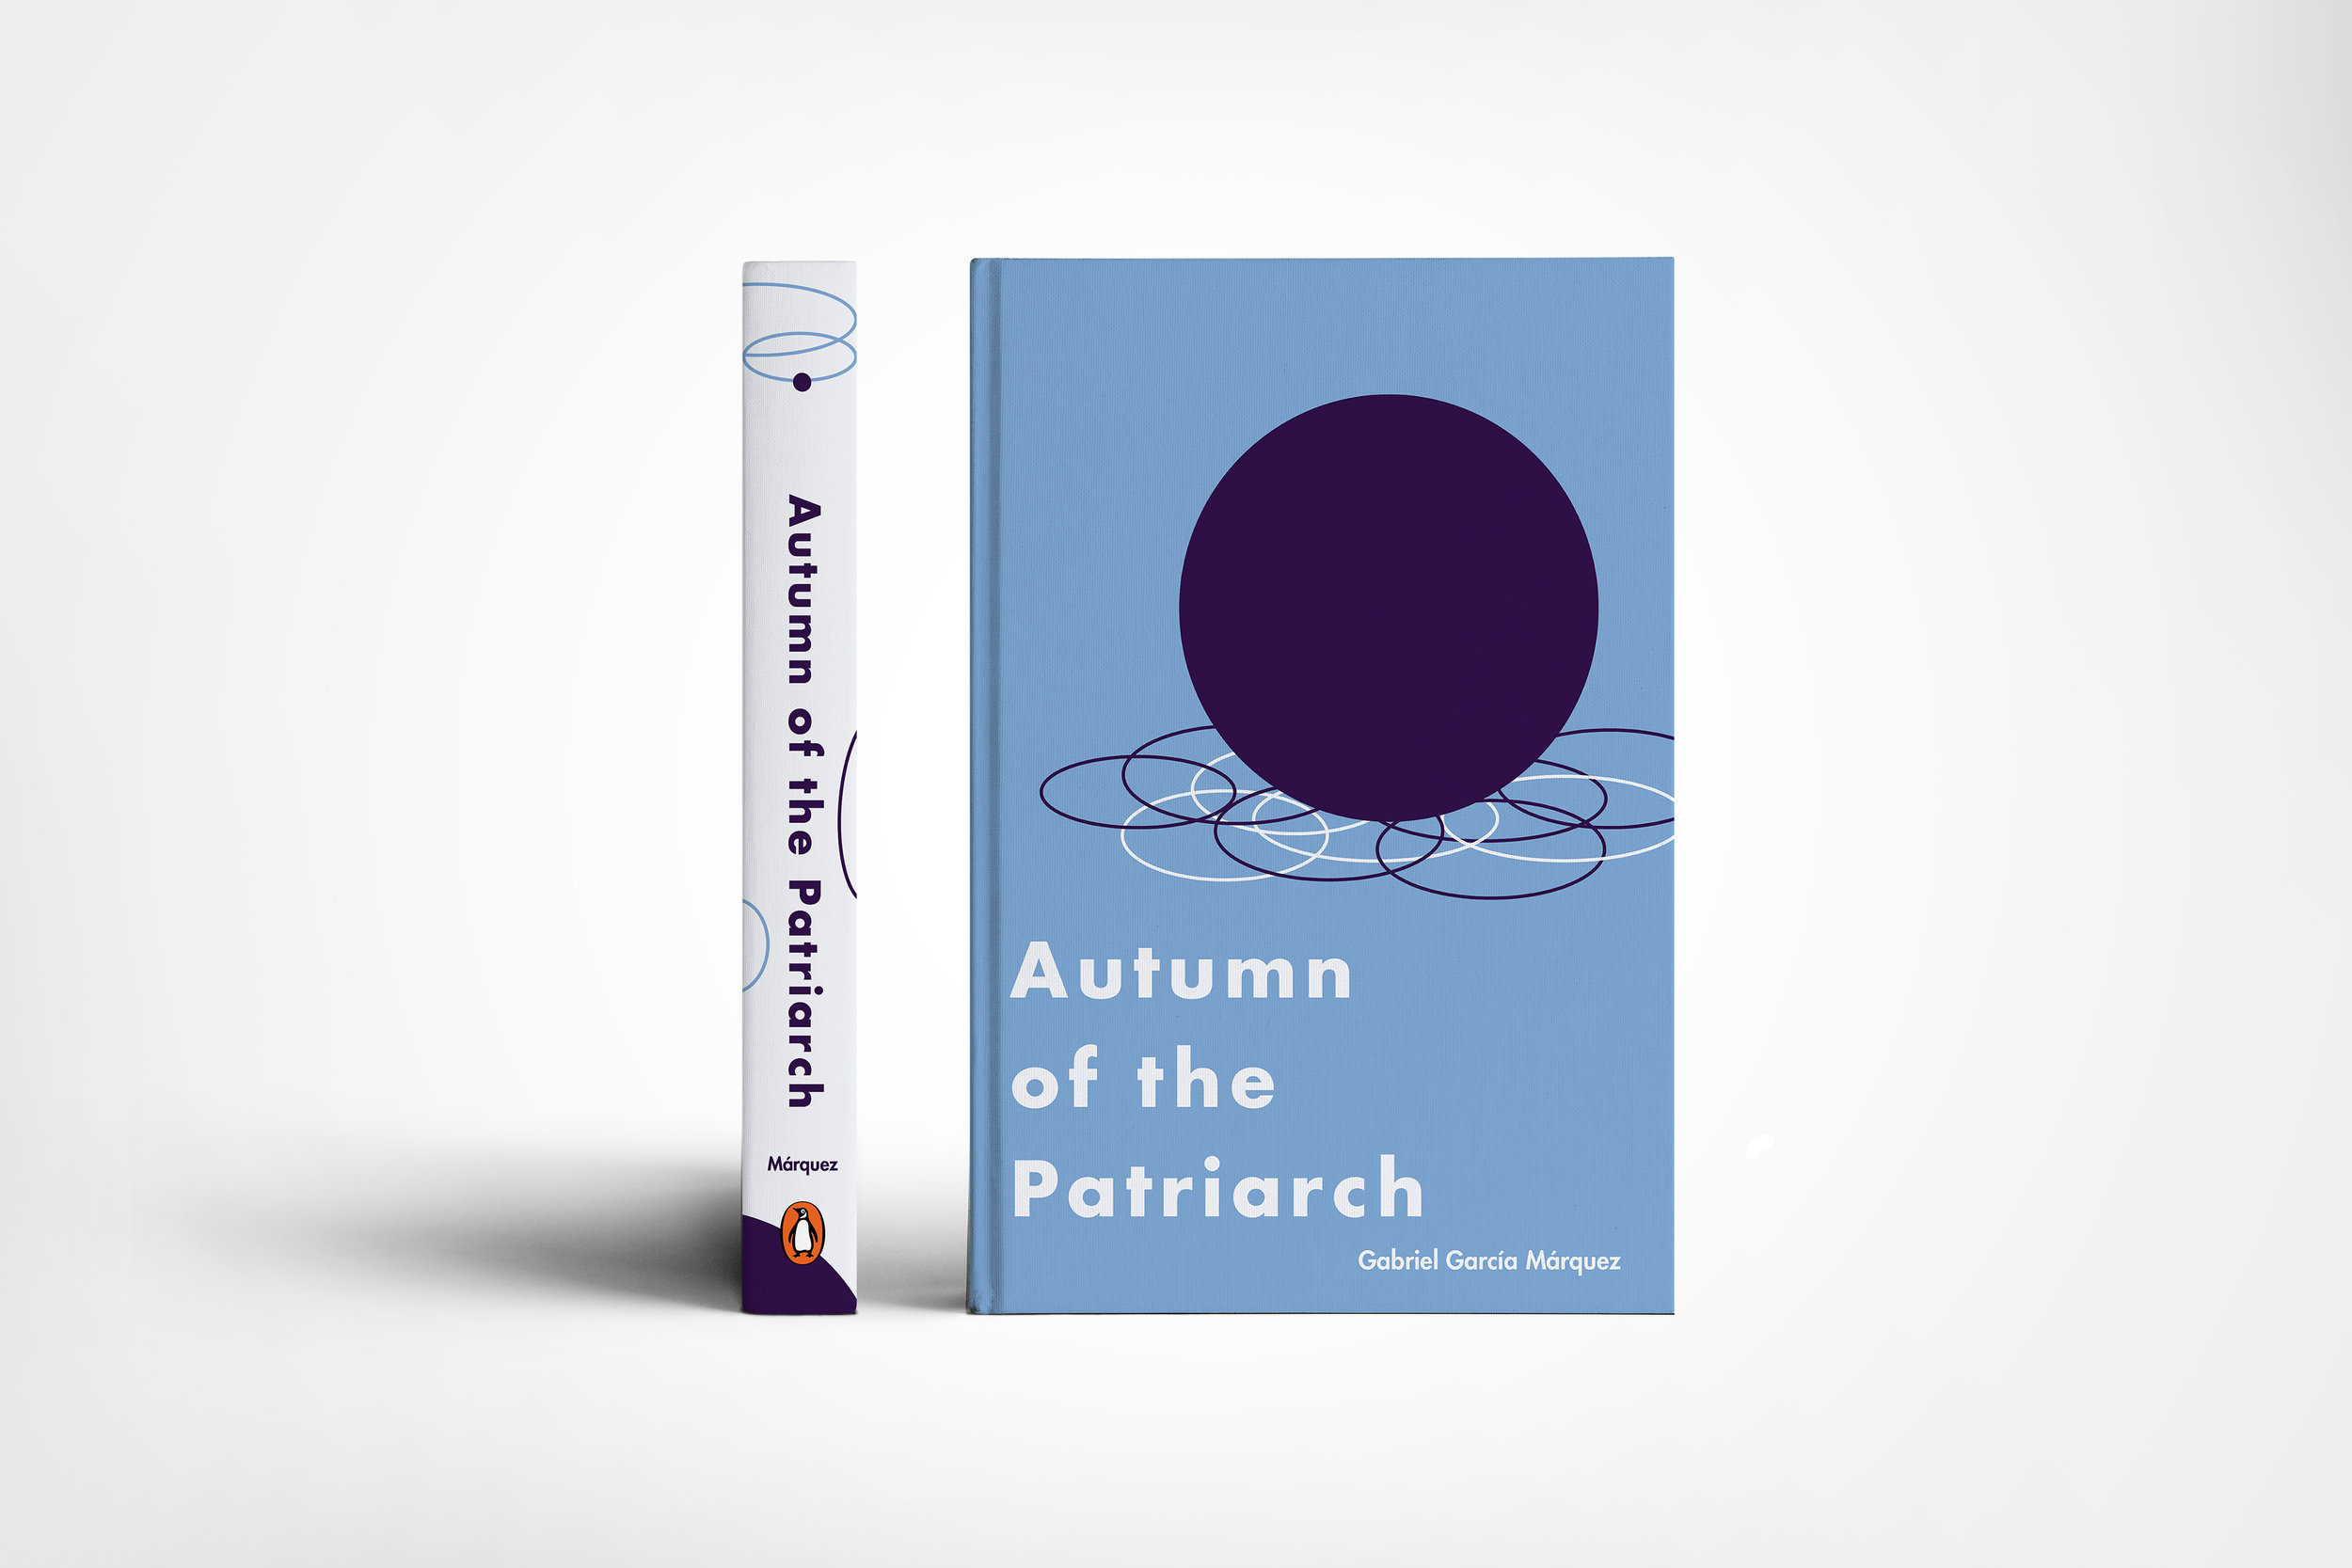 Autumn of the Patriarch
Márquez
Autumn
of the
Patriarch
Gabriel García Márquez